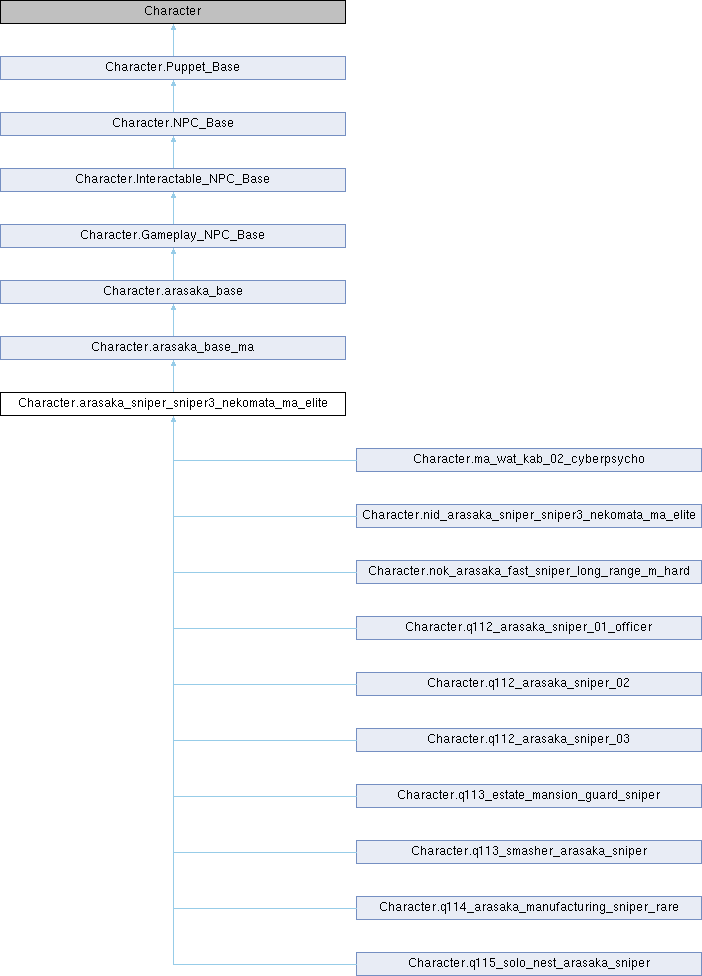 Character
Character.Puppet_Base
Character.NPC_Base
Character.Interactable_NPC_Base
Character.Gameplay_NPC_Base
Character.arasaka_base
Character.arasaka_base_ma
Character.arasaka_sniper_sniper3_nekomata_ma_elite
Character.ma_wat_kab_02_cyberpsycho
Character.nid_arasaka_sniper_sniper3_nekomata_ma_elite
Character.nok_arasaka_fast_sniper_long_range_m_hard
Character.q112_arasaka_sniper_01_officer
Character.q112_arasaka_sniper_02
Character.q112_arasaka_sniper_03
Character.q113_estate_mansion_guard_sniper
Character.q113_smasher_arasaka_sniper
Character.q114_arasaka_manufacturing_sniper_rare
Character.q115_solo_nest_arasaka_sniper